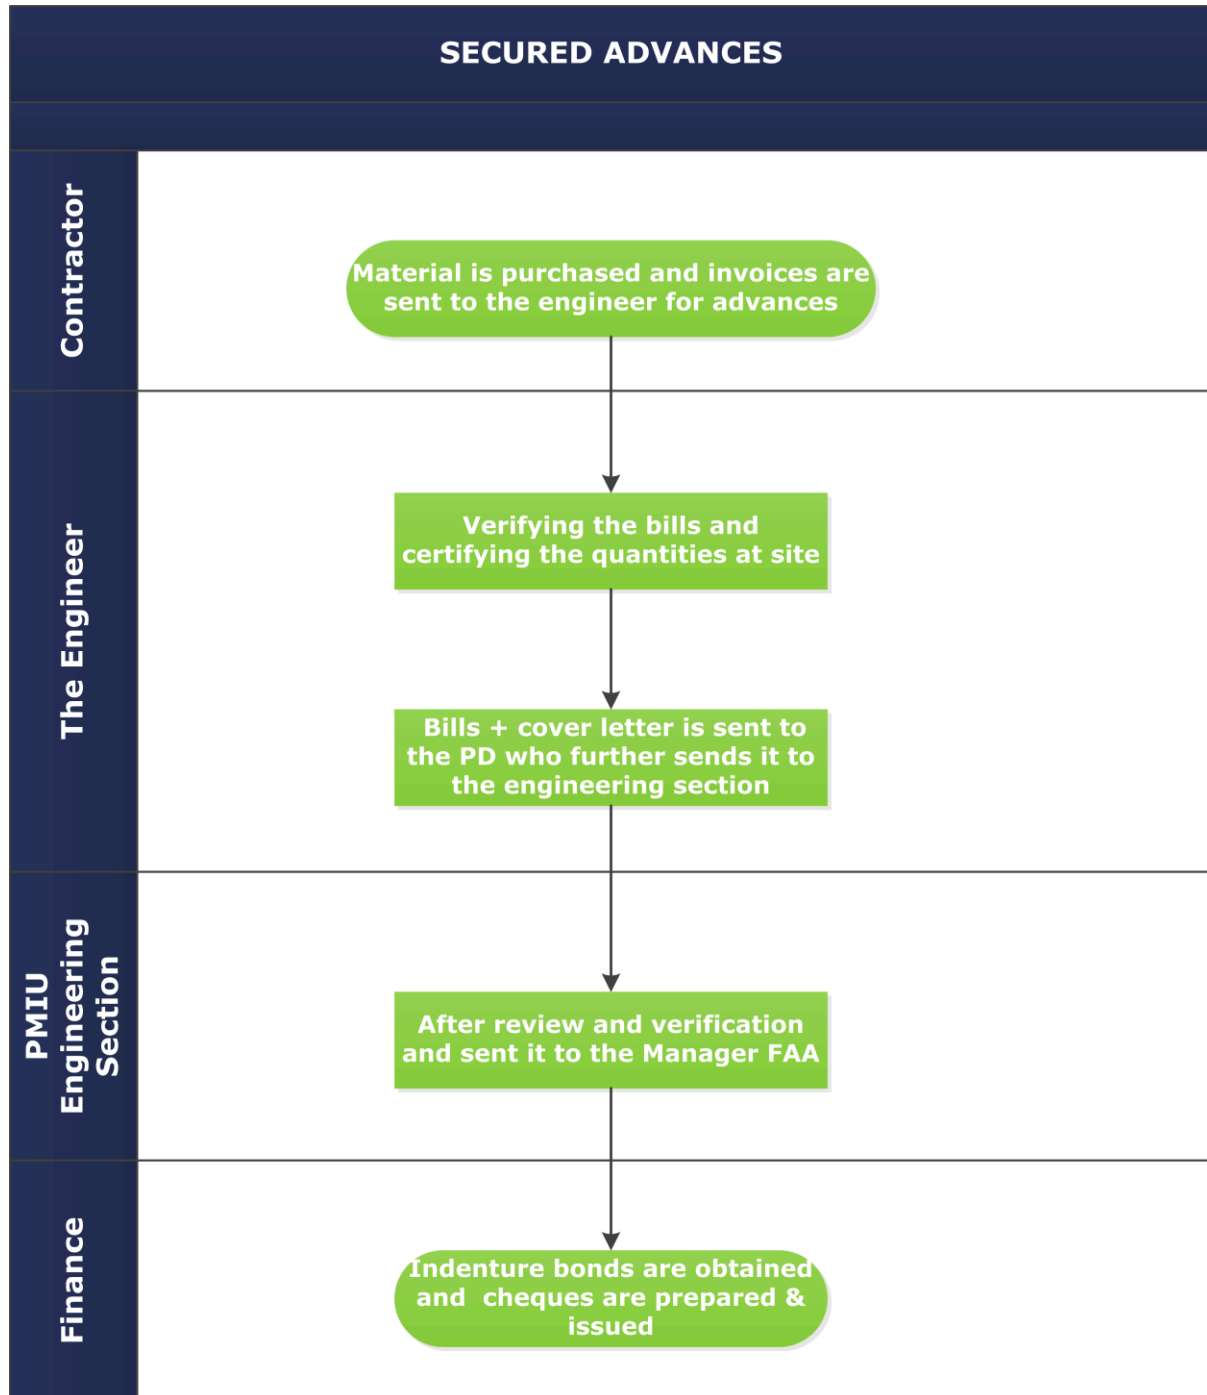 SECURED ADVANCES
Contractor
Material is purchased and invoices are
sent to the engineer for advances
The Engineer
Verifying the bills and
certifying the quantities at site
Bills + cover letter is sent to
the PD who further sends it to
the engineering section
PMIU
Engineering
Section
After review and verification
and sent it to the Manager FAA
Finance
Indenture bonds are obtained
and cheques are prepared &
issued